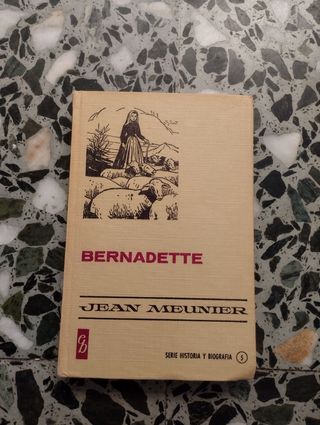 BERNADETTE
JEAN MEUNIER
SERIE HISTORIA Y BIOGRAFIA 5